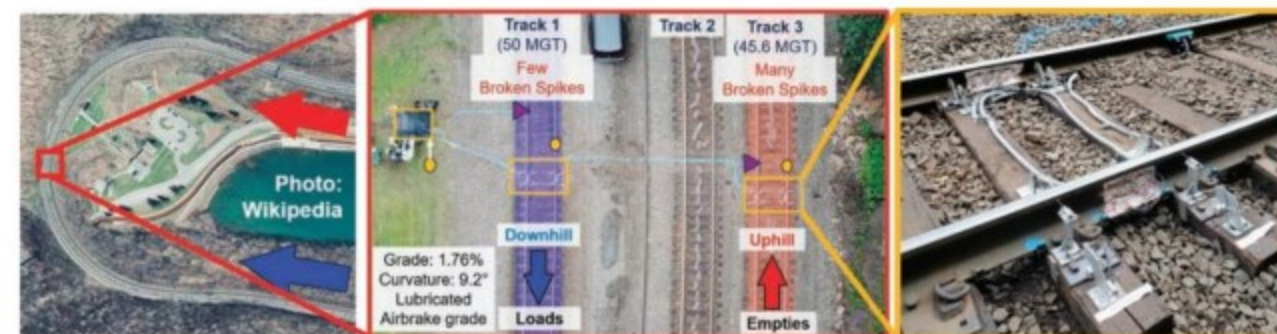 Photo:
Wikipedia
Track 1
(50 MGT)
Few
Broken Spikes
Track 2
Track 3
(45.6 MGT)
Many
Broken Spikes
Downhill
Loads
Grade: 1.76%
Curvature: 9.2°
Lubricated
Airbrake grade
Uphill
Empties